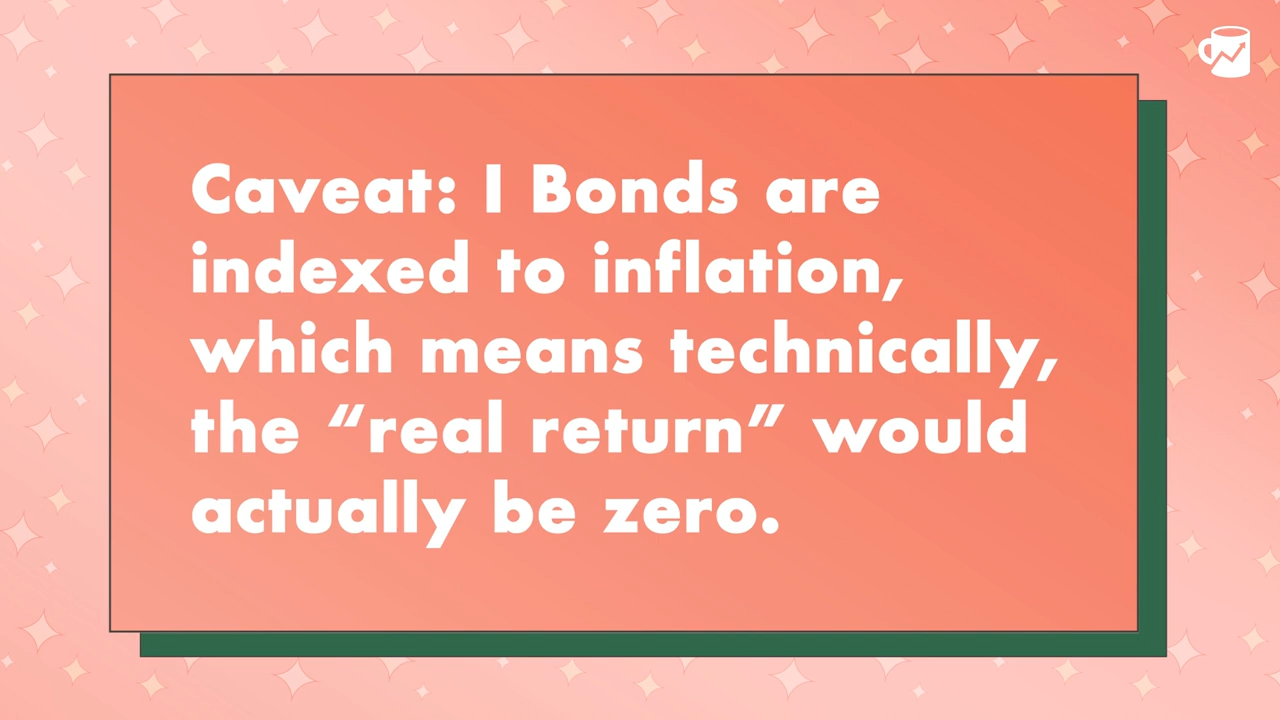 Caveat: I Bonds are
indexed to inflation,
which means technically,
the “real return” would
actually be zero.